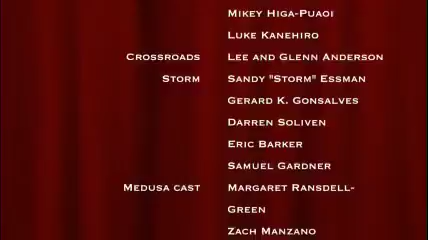 Mikey Higa-Puaoi
Luke Kanehiro
Crossroads Lee and Glenn Anderson
Storm Sandy "Storm" Essman
Gerard K. Gonsalves
Darren Soliven
Eric Barker
Samuel Gardner
Medusa cast Margaret Ransdell-
Green
Zach Manzano